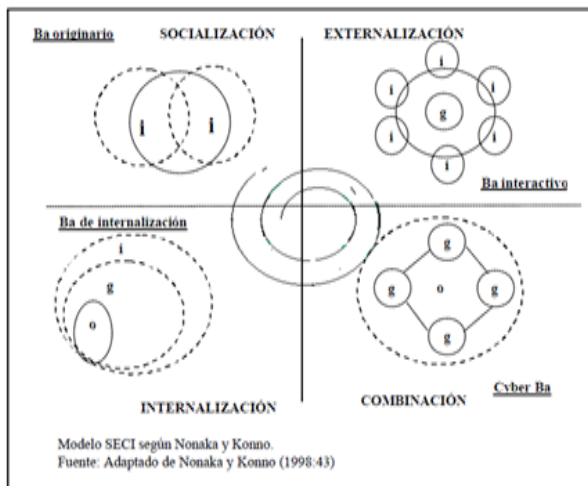 Ba originario
SOCIALIZACIÓN
EXTERNALIZACIÓN
i
i
i
i
i
i
g
i
i
i
Ba interactivo
Ba de internalización
i
g
o
g
g
o
g
g
Cyber Ba
INTERNALIZACIÓN
COMBINACIÓN
Modelo SECI según Nonaka y Konno.
Fuente: Adaptado de Nonaka y Konno (1998:43)